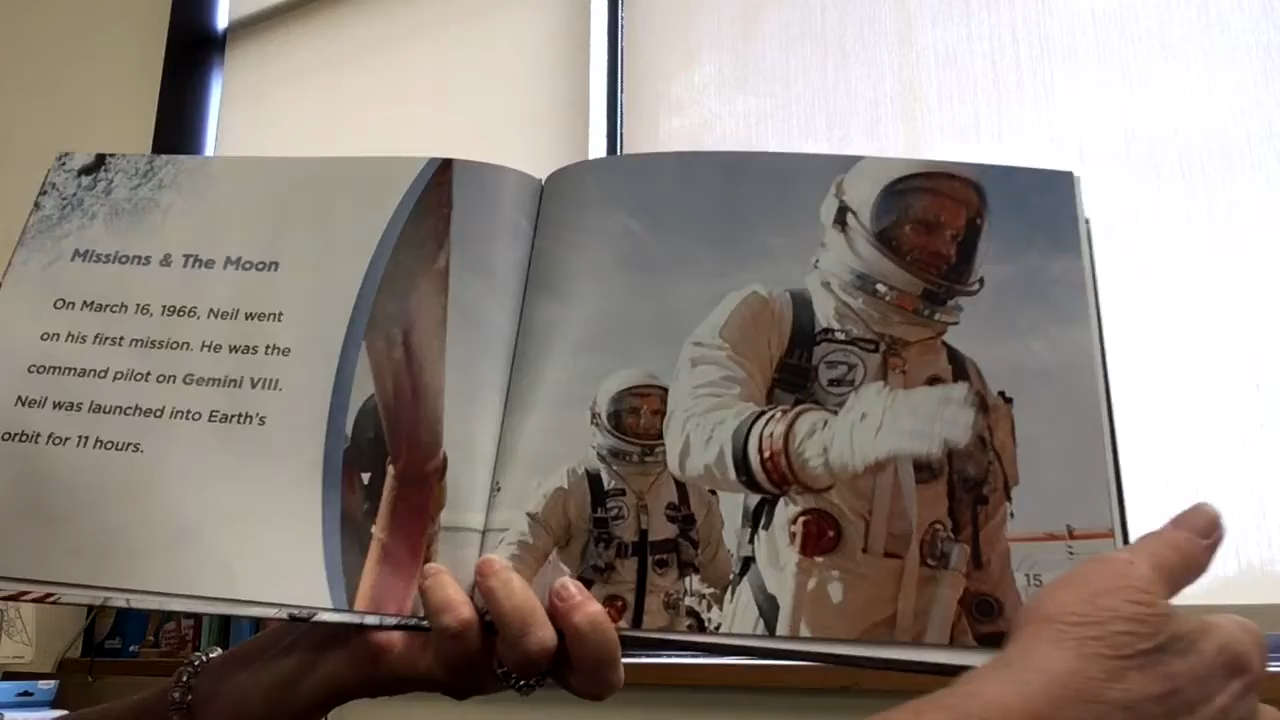 Missions & The Moon
On March 16, 1966, Neil went
on his first mission. He was the
command pilot on Gemini VIII.
Neil was launched into Earth's
orbit for 11 hours.
15